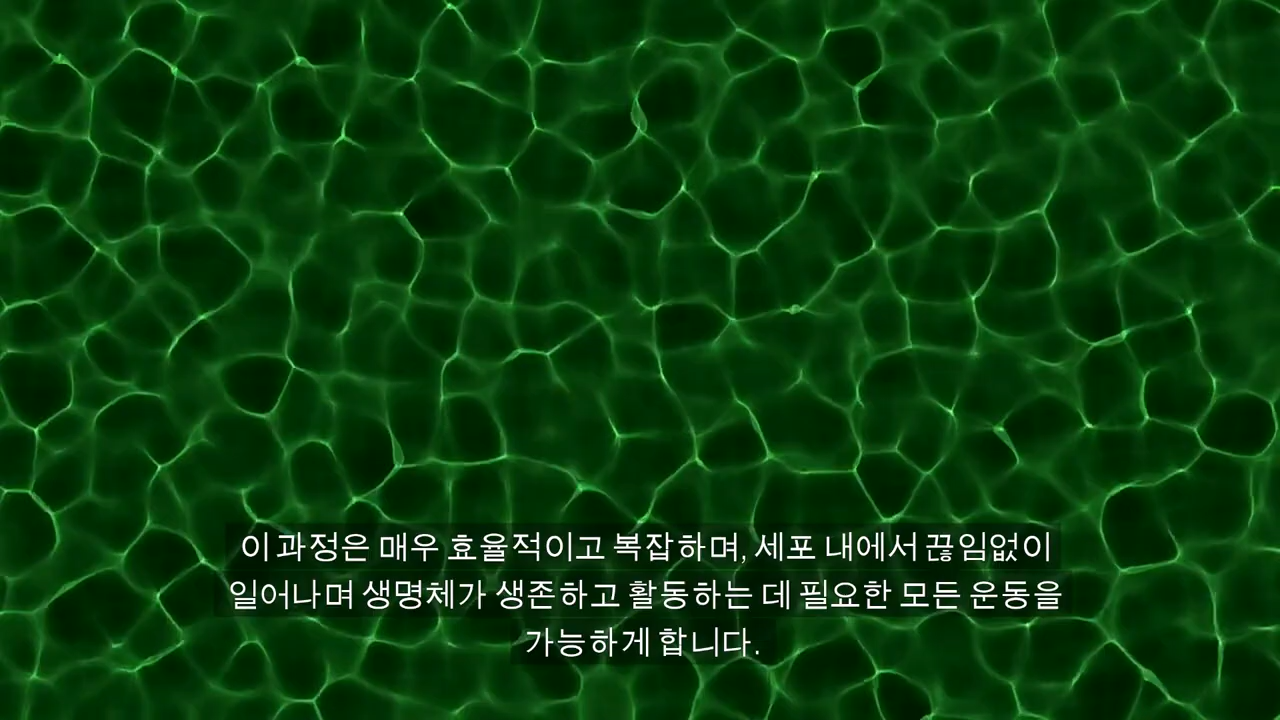 이 과정은 매우 효율적이고 복잡하며, 세포 내에서 끊임없이
일어나며 생명체가 생존하고 활동하는 데 필요한 모든 운동을
가능하게 합니다.